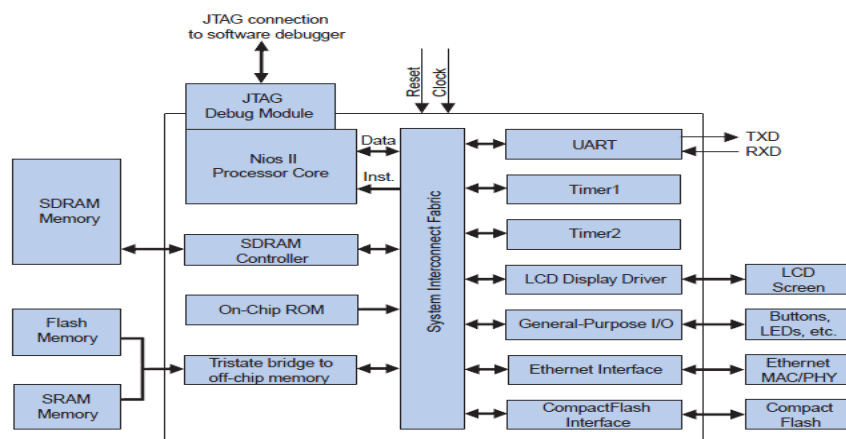 JTAG connection
to software debugger
Reset
Clock
JTAG
Debug Module
Nios II
Processor Core
Data
Inst.
System Interconnect Fabric
SDRAM
Memory
SDRAM
Controller
On-Chip ROM
Flash
Memory
SRAM
Memory
Tristate bridge to
off-chip memory
UART
TXD
RXD
Timer1
Timer2
LCD Display Driver
LCD
Screen
General-Purpose I/O
Buttons,
LEDs, etc.
Ethernet Interface
Ethernet
MAC/PHY
CompactFlash
Interface
Compact
Flash